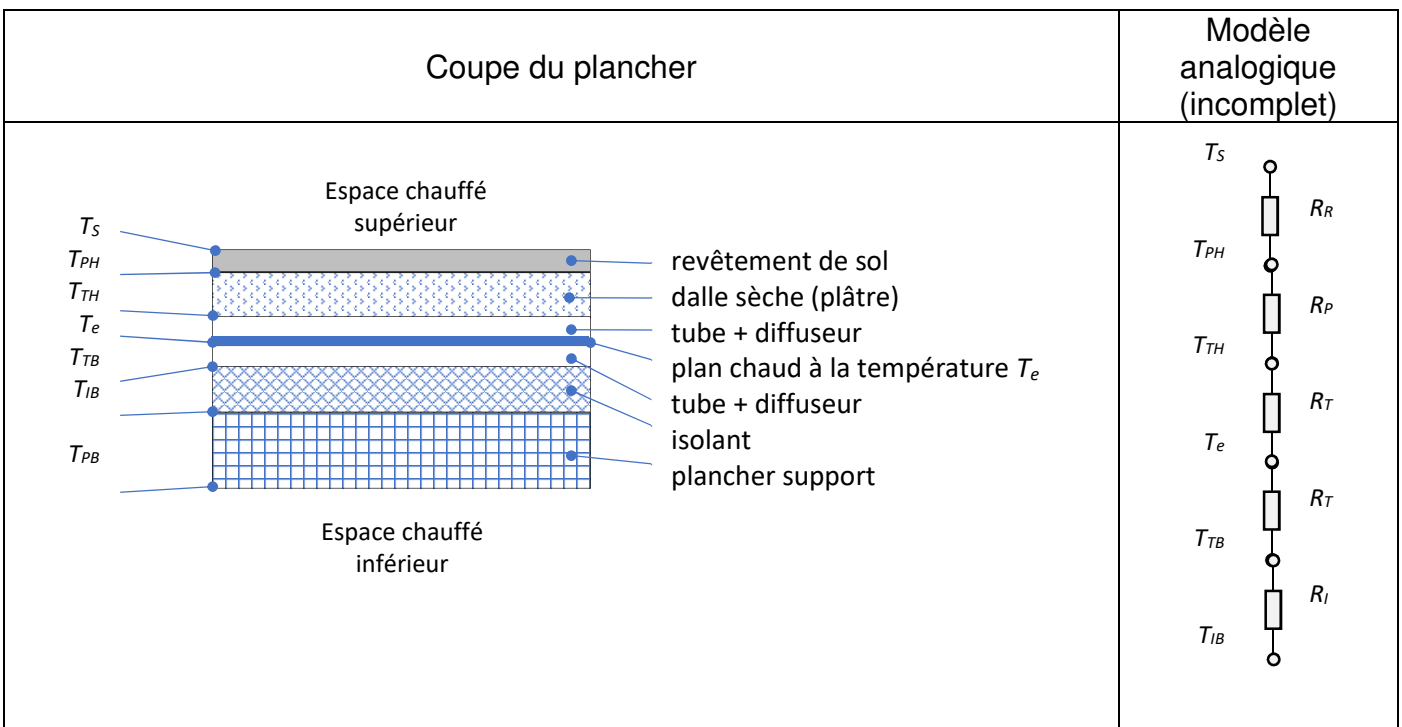 Coupe du plancher
Modèle
analogique
(incomplet)
Espace chauffé
supérieur
TS
TPH
TTH
Te
TTB
TIB
TPB
revêtement de sol
dalle sèche (plâtre)
tube + diffuseur
plan chaud à la température Te
tube + diffuseur
isolant
plancher support
Espace chauffé
inférieur
TS
RR
TPH
RP
TTH
RT
Te
RT
TTB
RI
TIB